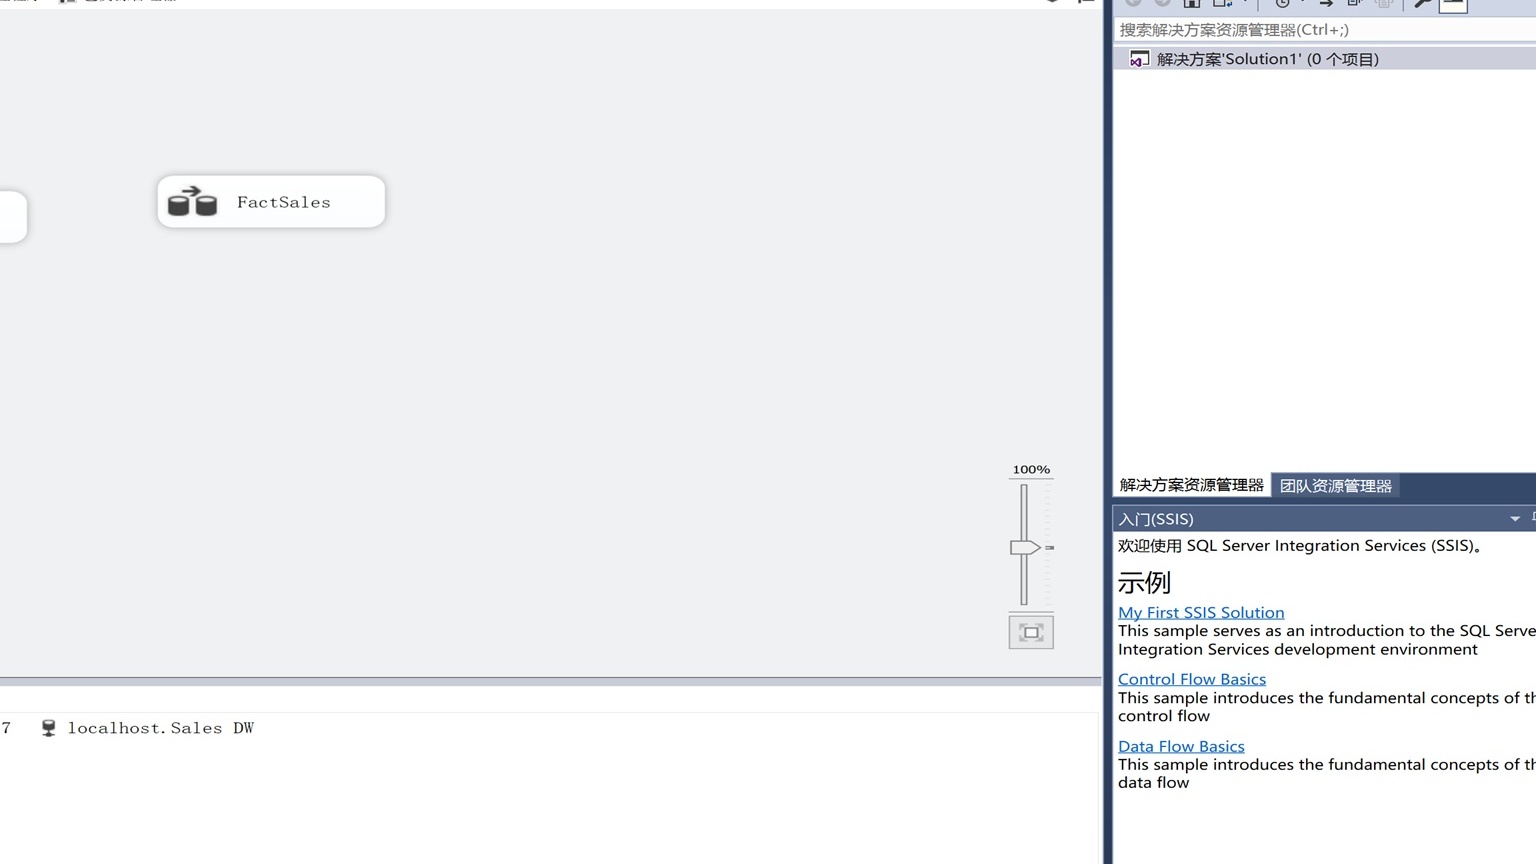 搜索解决方案资源管理器(Ctrl+;)
解决方案'Solution1' (0 个项目)
FactSales
100%
解决方案资源管理器
团队资源管理器
入门(SSIS)
欢迎使用 SQL Server Integration Services (SSIS)。
示例
My First SSIS Solution
This sample serves as an introduction to the SQL Serve
Integration Services development environment
Control Flow Basics
This sample introduces the fundamental concepts of th
control flow
Data Flow Basics
This sample introduces the fundamental concepts of th
data flow
7 localhost.Sales DW